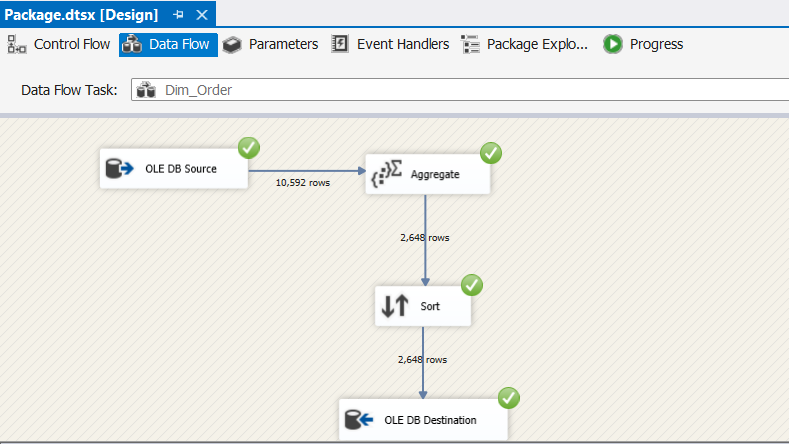 Package.dtsx [Design]
Control Flow Data Flow Parameters Event Handlers Package Explo... Progress
Data Flow Task: Dim_Order
OLE DB Source
10,592 rows
Aggregate
2,648 rows
Sort
2,648 rows
OLE DB Destination